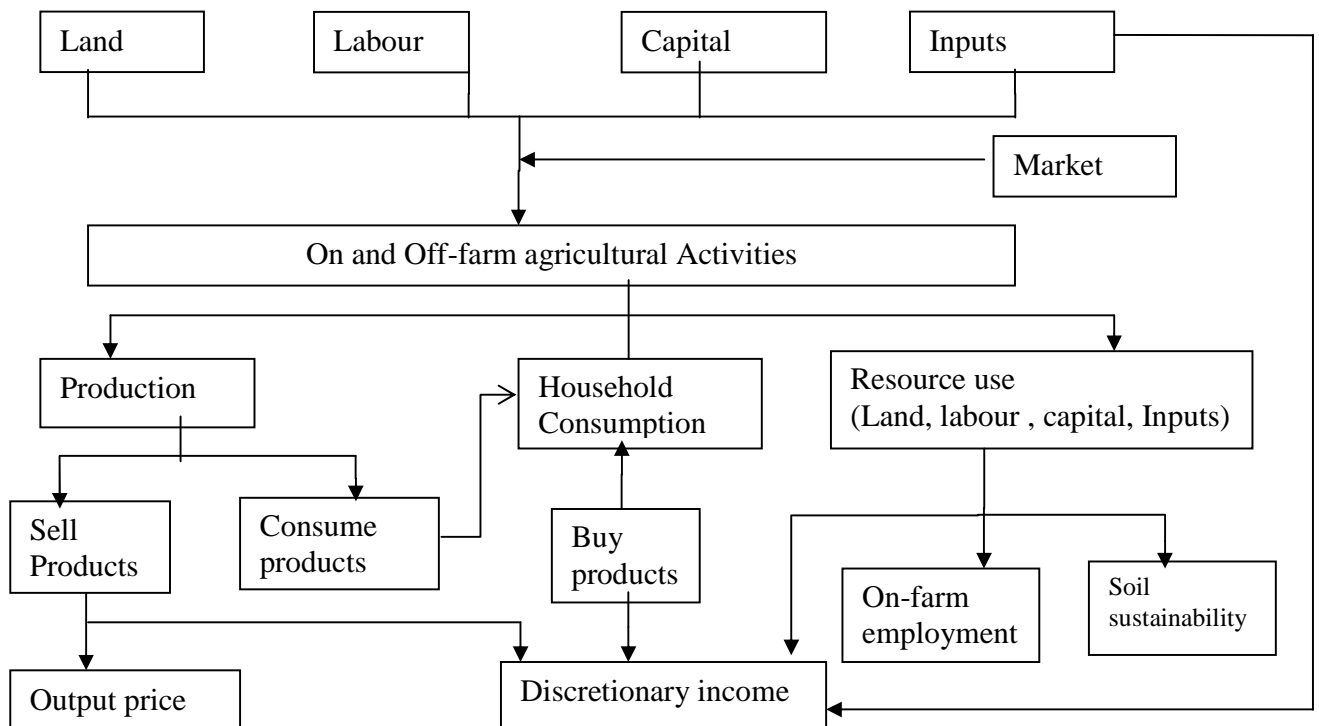 Land
Labour
Capital
Inputs
Market
On and Off-farm agricultural Activities
Production
Household
Consumption
Resource use
(Land, labour , capital, Inputs)
Sell
Products
Consume
products
Buy
products
On-farm
employment
Soil
sustainability
Output price
Discretionary income